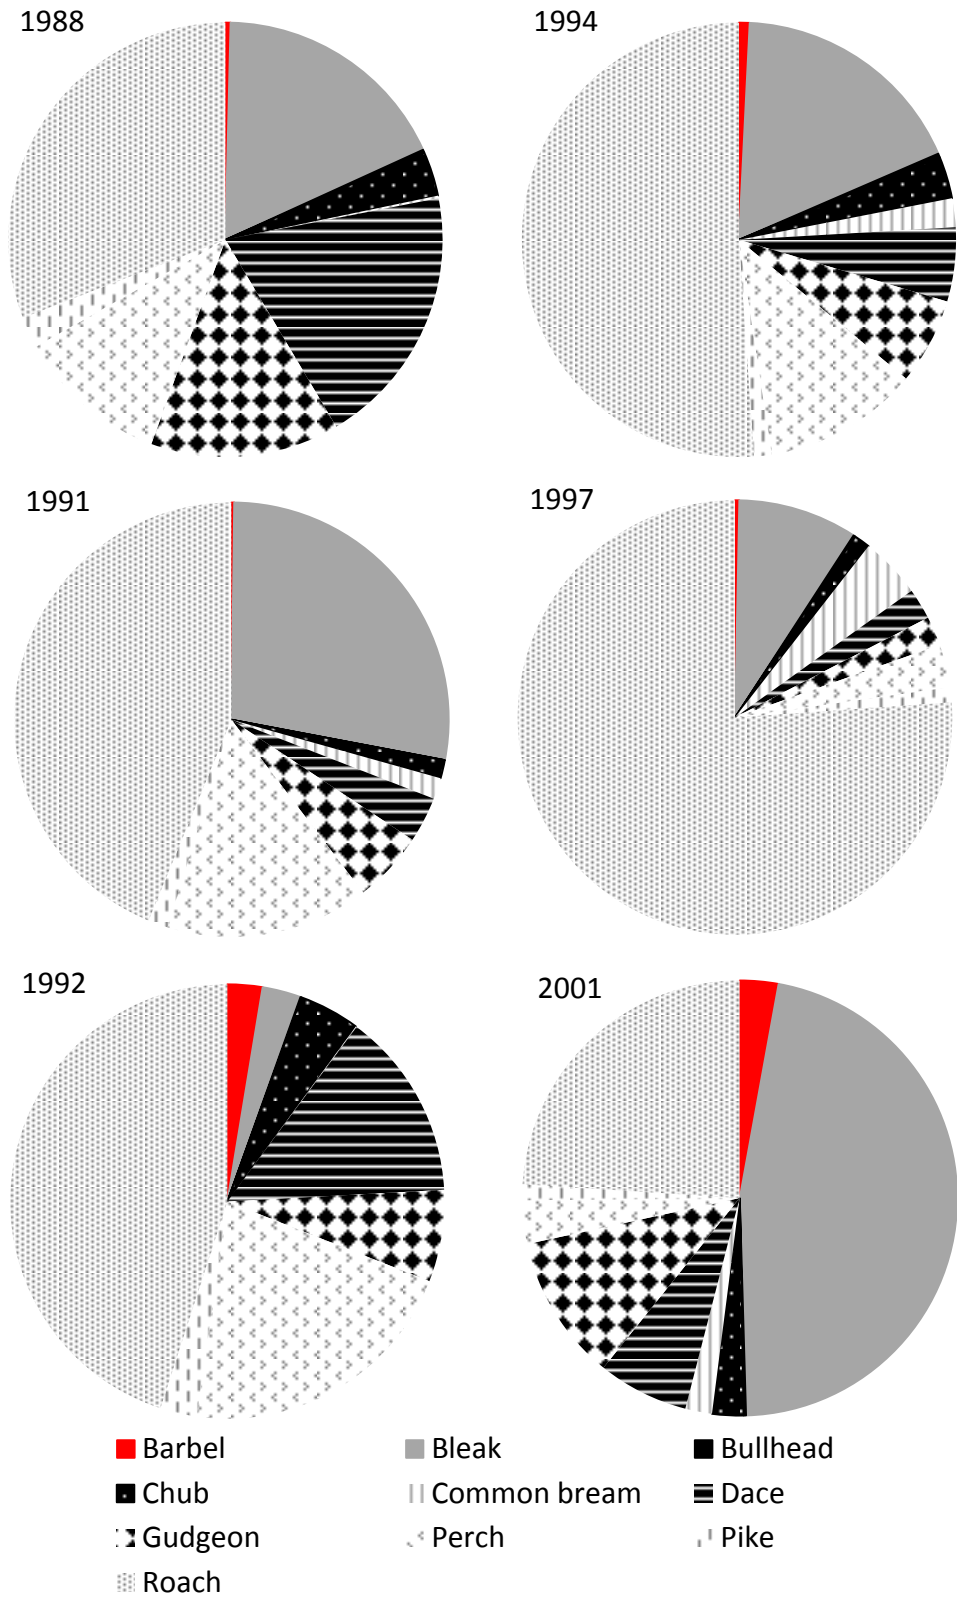 1988
1994
1991
1997
1992
2001
Barbel
Bleak
Bullhead
Chub
Common bream
Dace
Gudgeon
Perch
Pike
Roach